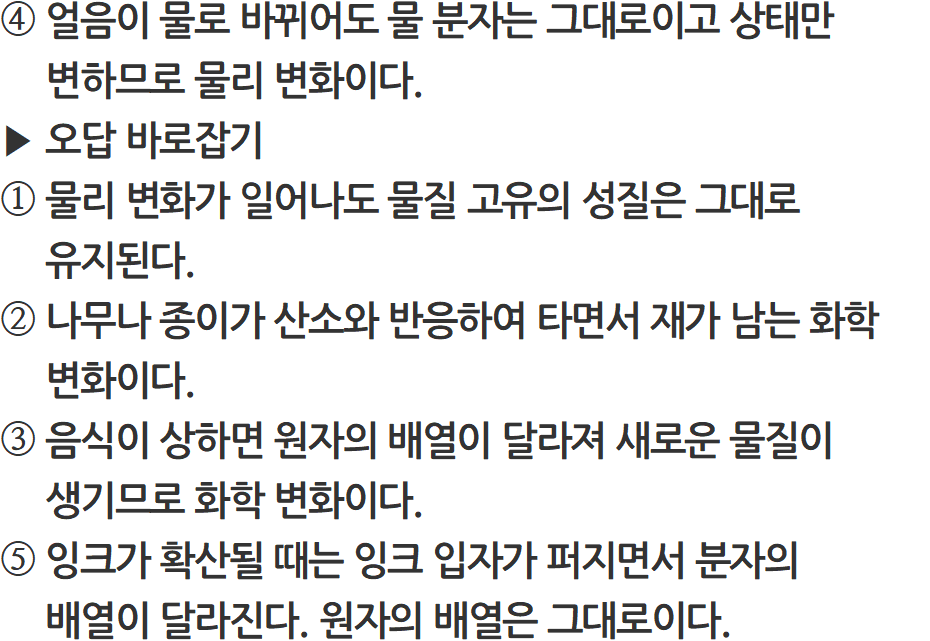 ④ 얼음이 물로 바뀌어도 물 분자는 그대로이고 상태만
변하므로 물리 변화이다.
▶ 오답 바로잡기
① 물리 변화가 일어나도 물질 고유의 성질은 그대로
유지된다.
② 나무나 종이가 산소와 반응하여 타면서 재가 남는 화학
변화이다.
③ 음식이 상하면 원자의 배열이 달라져 새로운 물질이
생기므로 화학 변화이다.
⑤ 잉크가 확산될 때는 잉크 입자가 퍼지면서 분자의
배열이 달라진다. 원자의 배열은 그대로이다.